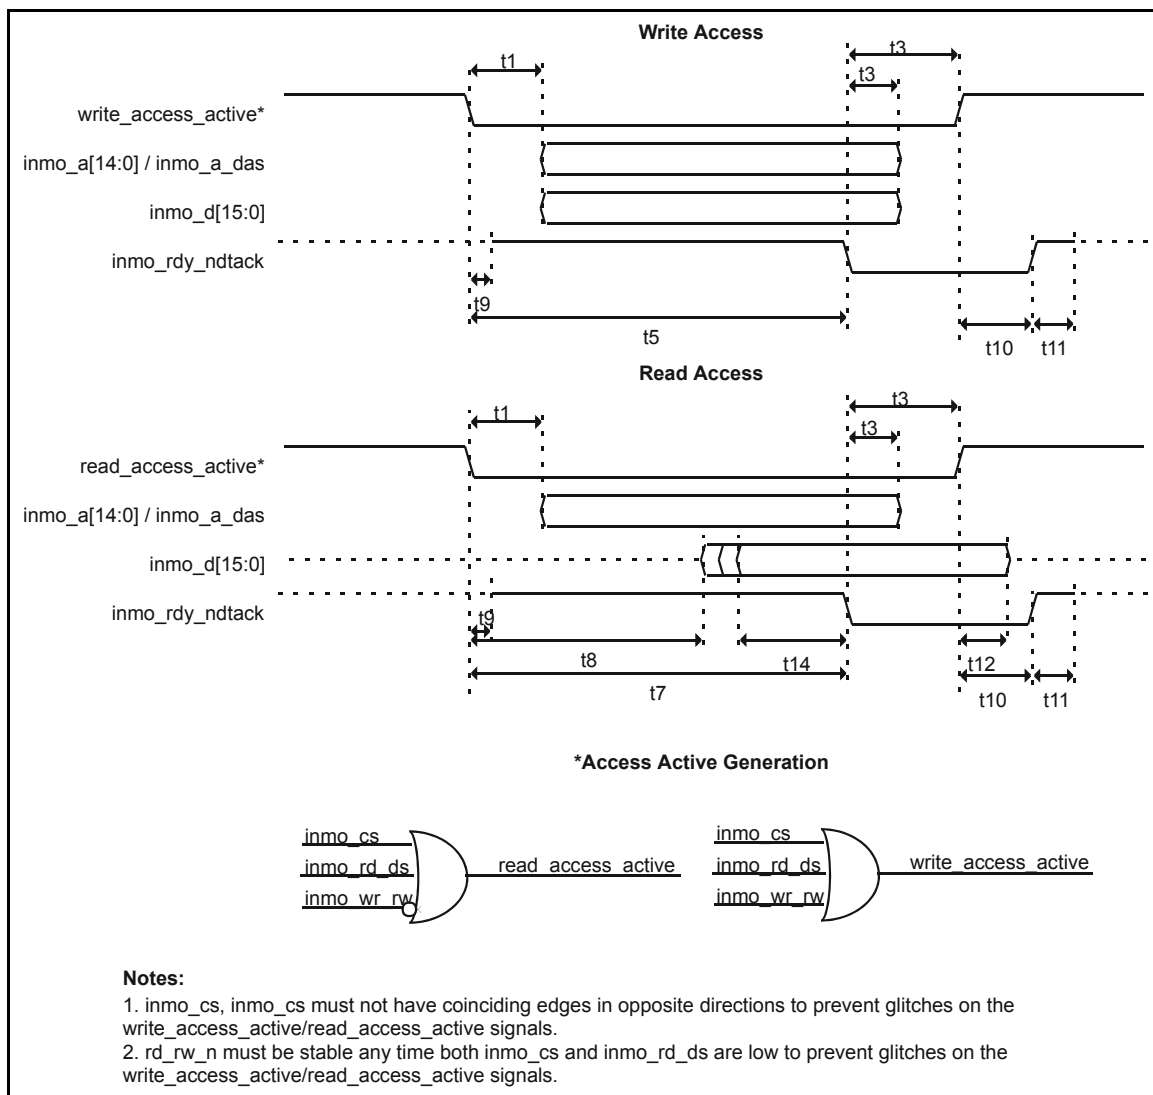 Write Access
t1
t3
t3
write_access_active*
inmo_a[14:0] / inmo_a_das
inmo_d[15:0]
inmo_rdy_ndtack
t9
t5
t10
t11
Read Access
t1
t3
t3
read_access_active*
inmo_a[14:0] / inmo_a_das
inmo_d[15:0]
inmo_rdy_ndtack
t9
t8
t14
t12
t7
t10
t11
*Access Active Generation
inmo_cs
inmo_rd_ds
inmo_wr_rw
read_access_active
inmo_cs
inmo_rd_ds
inmo_wr_rw
write_access_active
Notes:
1. inmo_cs, inmo_cs must not have coinciding edges in opposite directions to prevent glitches on the
write_access_active/read_access_active signals.
2. rd_rw_n must be stable any time both inmo_cs and inmo_rd_ds are low to prevent glitches on the
write_access_active/read_access_active signals.